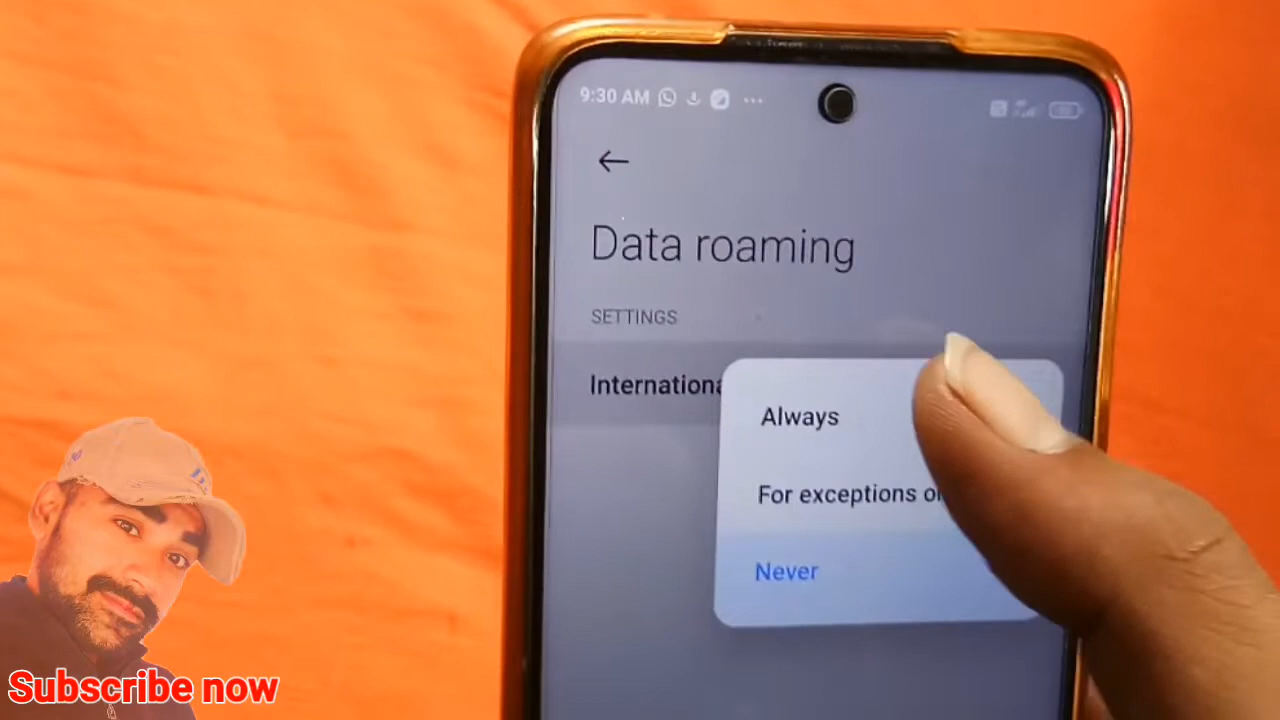 9:30 AM
Data roaming
SETTINGS
Internationa
Always
For exceptions
Never
Subscribe now